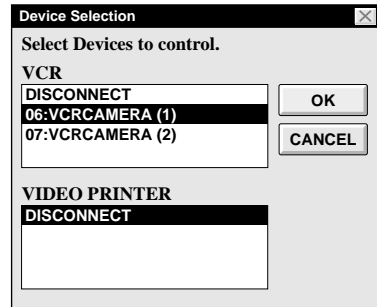 Device Selection
Select Devices to control.
VCR
DISCONNECT
06:VCRCAMERA (1)
07:VCRCAMERA (2)
OK
CANCEL
VIDEO PRINTER
DISCONNECT